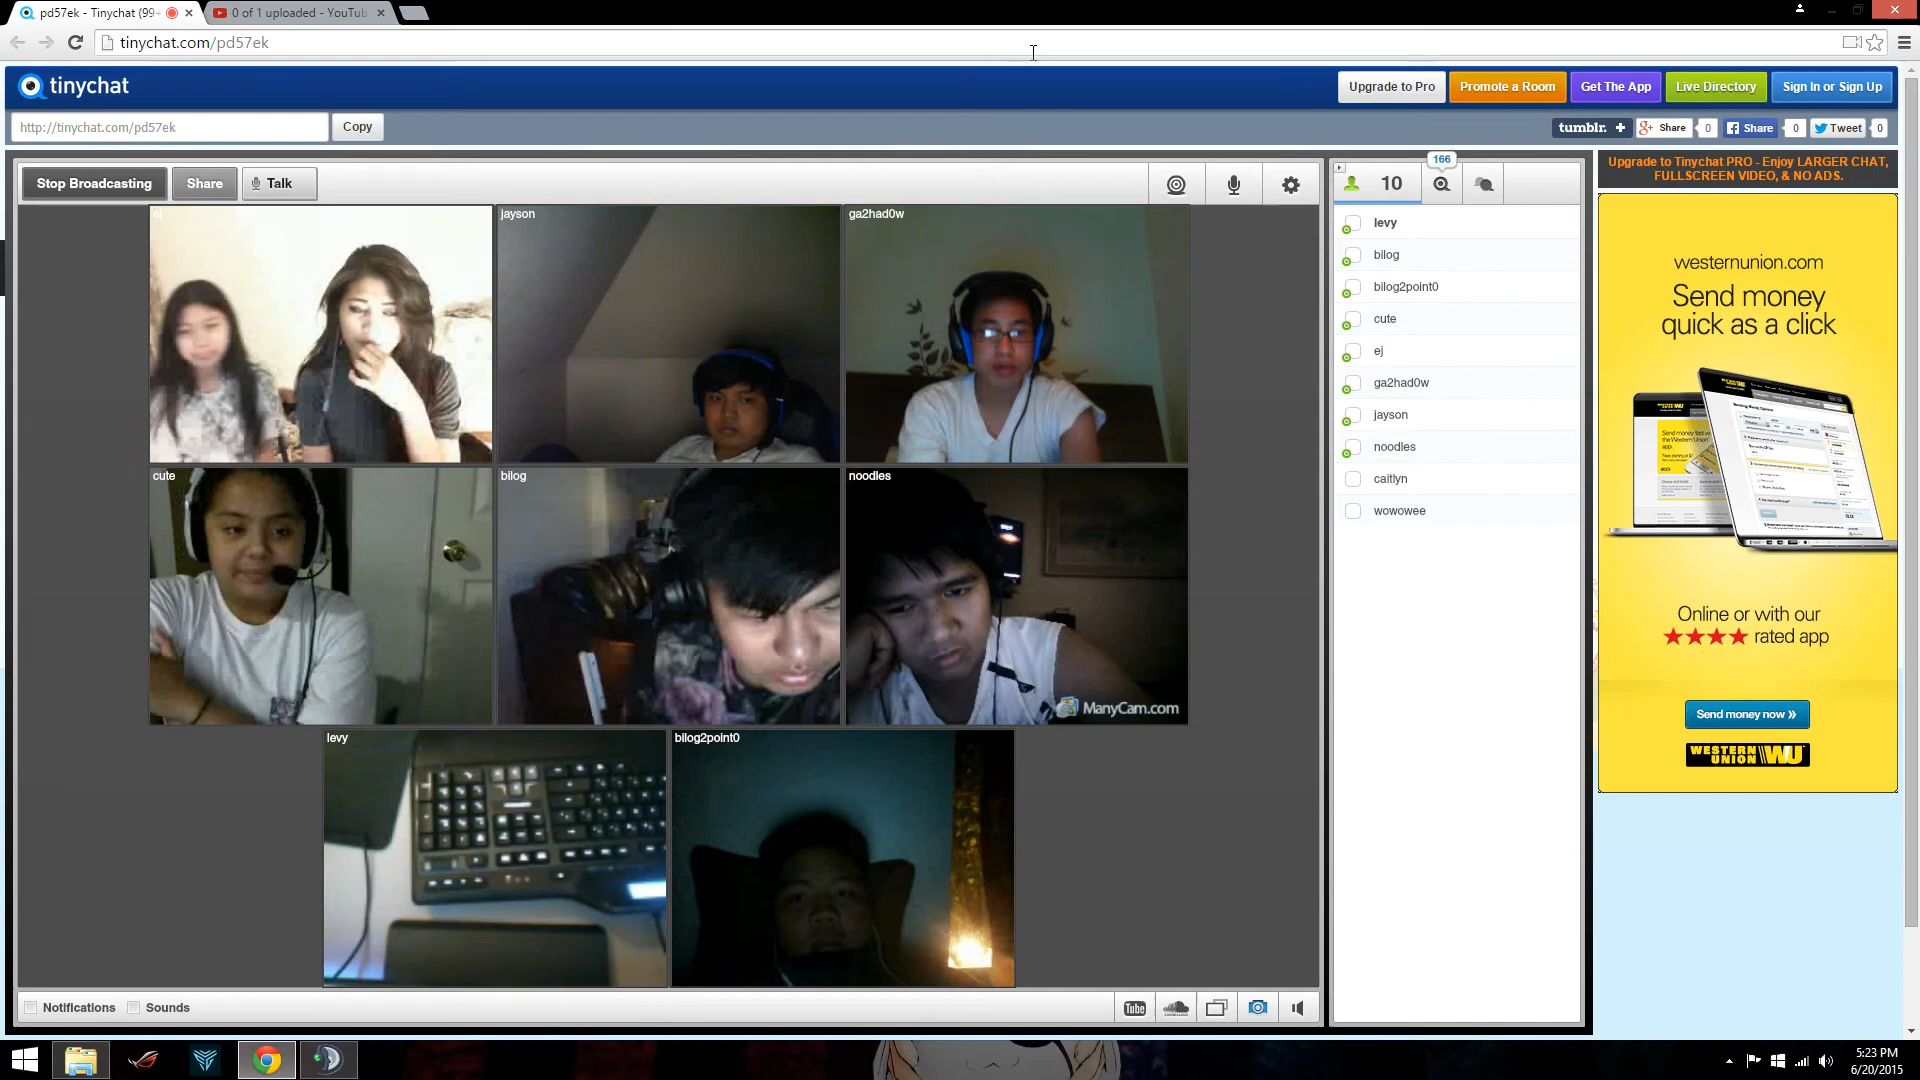 pd57ek - Tinychat (99+
0 of 1 uploaded - YouTub
tinychat.com/pd57ek
tinychat
Upgrade to Pro
Promote a Room
Get The App
Live Directory
Sign In or Sign Up
http://tinychat.com/pd57ek
Copy
tumblr. +
Share 0
Share 0
Tweet 0
Stop Broadcasting
Share
Talk
10
166
Upgrade to Tinychat PRO - Enjoy LARGER CHAT,
FULLSCREEN VIDEO, & NO ADS.
ej
jayson
ga2had0w
cute
bilog
noodles
ManyCam.com
levy
bilog2point0
levy
bilog
bilog2point0
cute
ej
ga2had0w
jayson
noodles
caitlyn
wowowee
westernunion.com
Send money
quick as a click
Online or with our
rated app
Send money now »
WESTERN
UNION
WU
Notifications
Sounds
Tube
5:23 PM
6/20/2015